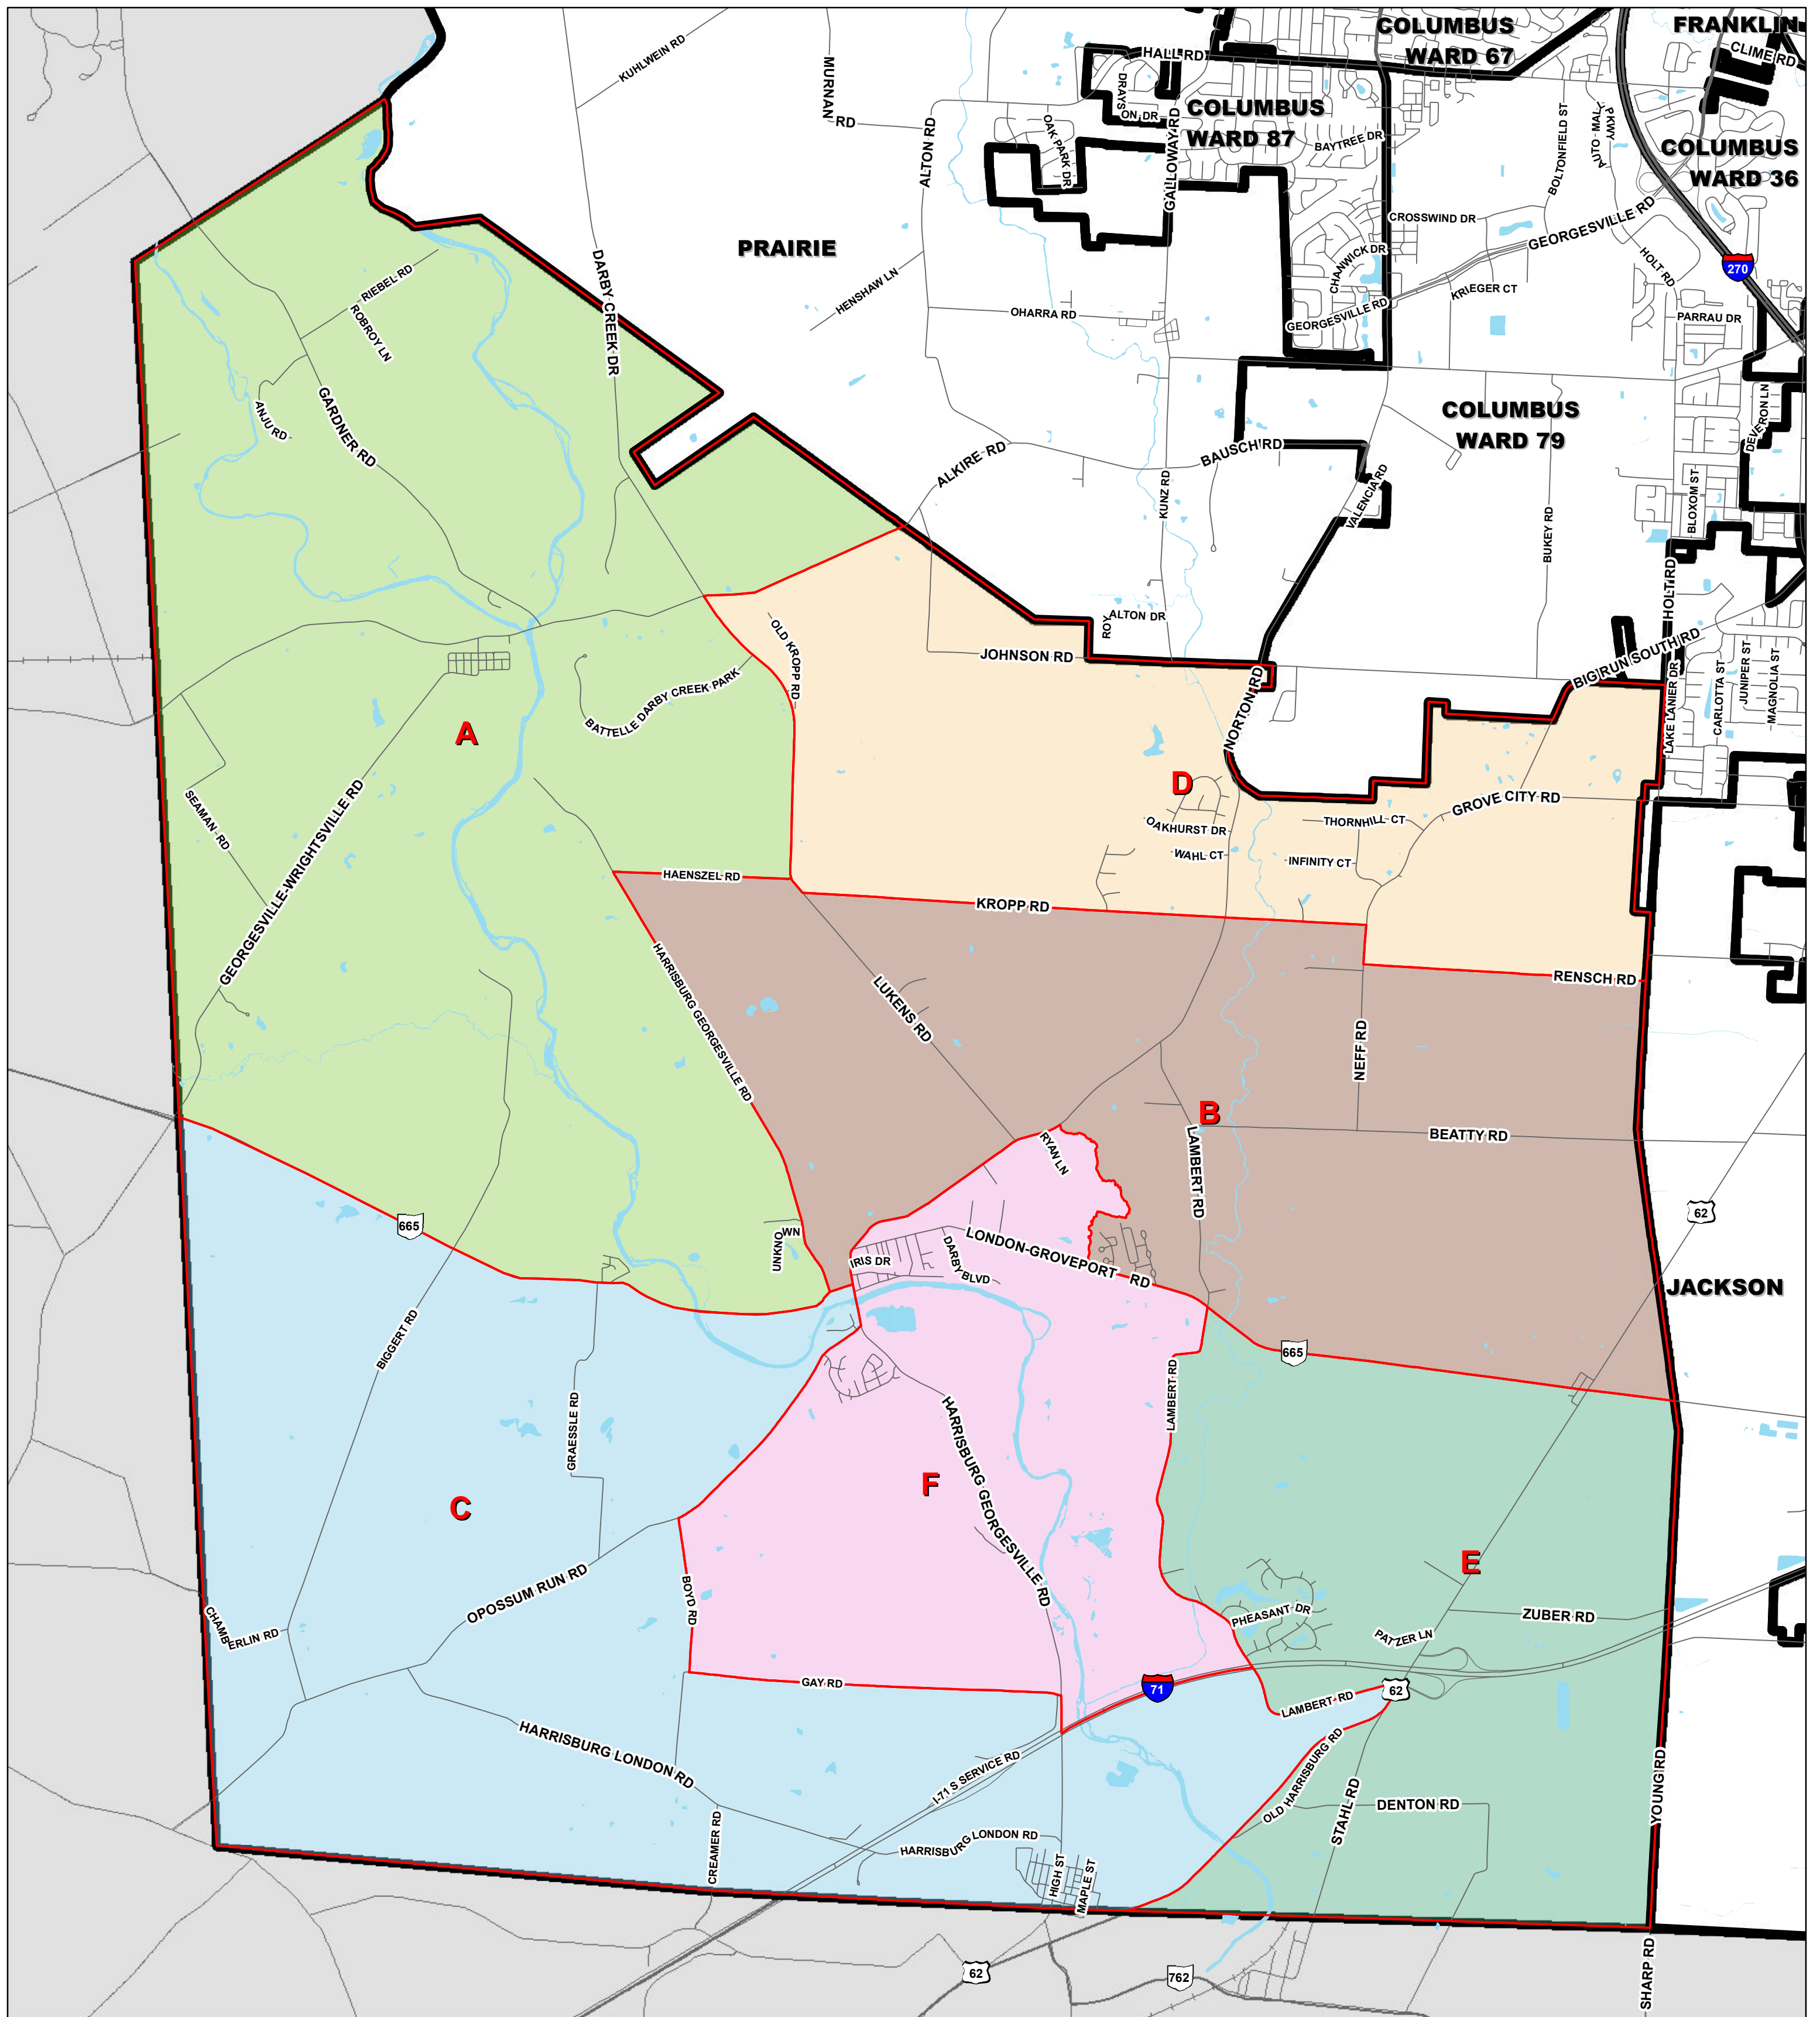 COLUMBUS
WARD 67
FRANKLIN
CLIME RD
HALL RD
KUHLWEIN RD
MURNAN
RD
DRAYS
ON DR
COLUMBUS
WARD 87
BAYTREE DR
BOLTONFIELD ST
AUTO MALL
PKWY
COLUMBUS
WARD 36
ALTON RD
OAK PARK DR
GALLOWAY RD
CROSSWIND DR
GEORGESVILLE RD
PRAIRIE
CHANWICK DR
HOLT RD
270
RIEBEL RD
DARBY CREEK DR
HENSHAW LN
KRIEGER CT
ROBROY LN
OHARRA RD
GEORGESVILLE RD
PARRAU DR
ANJU RD
GARDNER RD
COLUMBUS
WARD 79
DEVERON LN
ALKIRE RD
BAUSCH RD
KUNZ RD
VALENCIA RD
BLOXOM ST
BUKEY RD
HOLT RD
ROY
ALTON DR
OLD KROPP RD
JOHNSON RD
BIG RUN SOUTH RD
BATTELLE DARBY CREEK PARK
NORTON RD
LAKE LANIER DR
CARLOTTA ST
JUNIPER ST
MAGNOLIA ST
A
D
SEAMAN RD
GEORGESVILLE-WRIGHTSVILLE RD
OAKHURST DR
THORNHILL CT
GROVE CITY RD
WAHL CT
INFINITY CT
HAENSZEL RD
KROPP RD
HARRISBURG GEORGESVILLE RD
LUKENS RD
RENSCH RD
NEFF RD
B
RYAN LN
LAMBERT RD
BEATTY RD
665
62
UNKNO
WN
IRIS DR
DARBY BLVD
LONDON-GROVEPORT RD
JACKSON
BIGGERT RD
665
GRAESSLE RD
LAMBERT RD
HARRISBURG GEORGESVILLE RD
C
F
E
CHAMB
ERLIN RD
OPOSSUM RUN RD
BOYD RD
PHEASANT DR
ZUBER RD
PATZER LN
GAY RD
71
62
LAMBERT RD
HARRISBURG LONDON RD
I-71 S SERVICE RD
OLD HARRISBURG RD
STAHL RD
DENTON RD
YOUNG RD
CREAMER RD
HARRISBURG LONDON RD
HIGH ST
MAPLE ST
62
762
SHARP RD